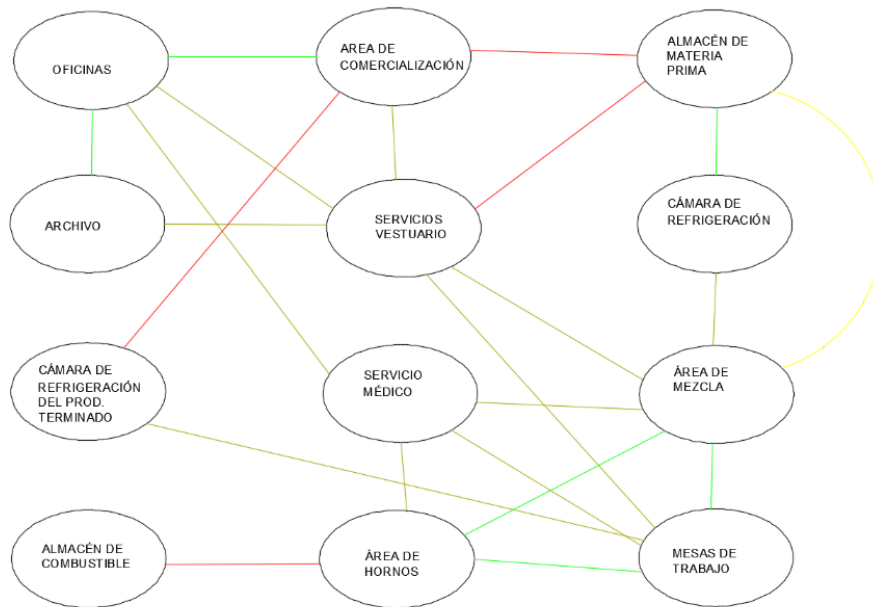 OFICINAS
AREA DE
COMERCIALIZACIÓN
ALMACÉN DE
MATERIA
PRIMA
ARCHIVO
SERVICIOS
VESTUARIO
CÁMARA DE
REFRIGERACIÓN
CÁMARA DE
REFRIGERACIÓN
DEL PROD.
TERMINADO
SERVICIO
MÉDICO
ÁREA DE
MEZCLA
ALMACÉN DE
COMBUSTIBLE
ÁREA DE
HORNOS
MESAS DE
TRABAJO